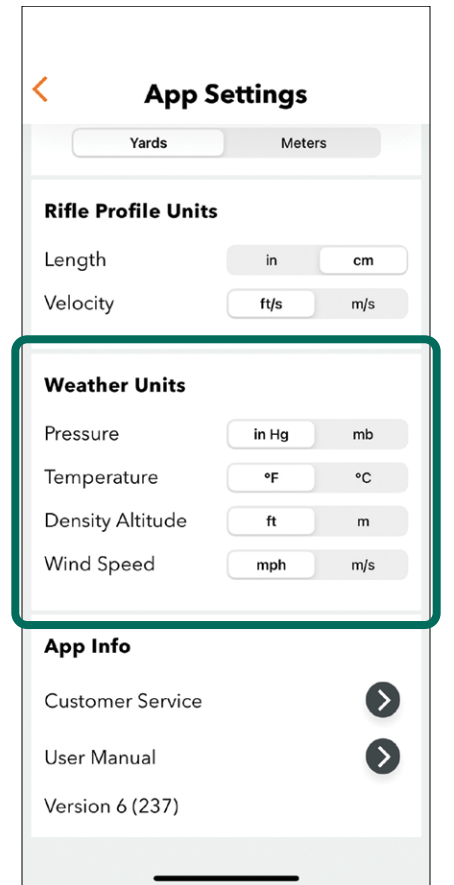 App Settings
Yards Meters
Rifle Profile Units
Length in cm
Velocity ft/s m/s
Weather Units
Pressure in Hg mb
Temperature °F °C
Density Altitude ft m
Wind Speed mph m/s
App Info
Customer Service
User Manual
Version 6 (237)